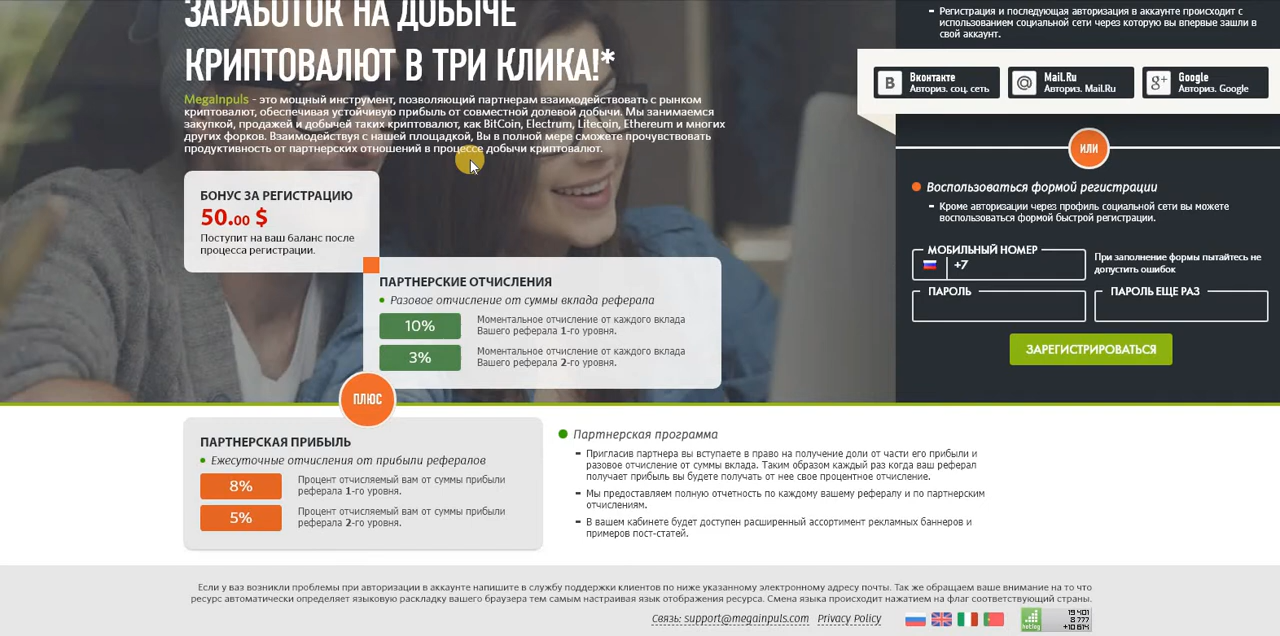 ЗАРАБОТОК НА ДОБЫЧЕ
КРИПТОВАЛЮТ В ТРИ КЛИКА!*
MegaInpuls - это мощный инструмент, позволяющий партнерам взаимодействовать с рынком
криптовалют, обеспечивая устойчивую прибыль от совместной долевой добычи. Мы занимаемся
закупкой, продажей и добычей таких криптовалют, как BitCoin, Electrum, Litecoin, Ethereum и многих
других форков. Взаимодействуя с нашей площадкой, Вы в полной мере сможете прочувствовать
продуктивность от партнерских отношений в процессе добычи криптовалют.
БОНУС ЗА РЕГИСТРАЦИЮ
50.00 $
Поступит на ваш баланс после
процесса регистрации.
ПАРТНЕРСКИЕ ОТЧИСЛЕНИЯ
Разовое отчисление от суммы вклада реферала
10%
Моментальное отчисление от каждого вклада
Вашего реферала 1-го уровня.
3%
Моментальное отчисление от каждого вклада
Вашего реферала 2-го уровня.
ПЛЮС
ПАРТНЕРСКАЯ ПРИБЫЛЬ
Ежесуточные отчисления от прибыли рефералов
8%
Процент отчисляемый вам от суммы прибыли
реферала 1-го уровня.
5%
Процент отчисляемый вам от суммы прибыли
реферала 2-го уровня.
Партнерская программа
- Пригласив партнера вы вступаете в право на получение доли от части его прибыли и
разовое отчисление от суммы вклада. Таким образом каждый раз когда ваш реферал
получает прибыль вы будете получать от нее свое процентное отчисление.
- Мы предоставляем полную отчетность по каждому вашему рефералу и по партнерским
отчислениям.
- В вашем кабинете будет доступен расширенный ассортимент рекламных баннеров и
примеров пост-статей.
- Регистрация и последующая авторизация в аккаунте происходит с
использованием социальной сети через которую вы впервые зашли в
свой аккаунт.
В
Вконтакте
Авториз. соц. сеть
@
Mail.Ru
Авториз. Mail.Ru
g+
Google
Авториз. Google
ИЛИ
Воспользоваться формой регистрации
- Кроме авторизации через профиль социальной сети вы можете
воспользоваться формой быстрой регистрации.
МОБИЛЬНЫЙ НОМЕР
+7
При заполнение формы пытайтесь не
допустить ошибок
ПАРОЛЬ
ПАРОЛЬ ЕЩЕ РАЗ
ЗАРЕГИСТРИРОВАТЬСЯ
Если у ваз возникли проблемы при авторизации в аккаунте напишите в службу поддержки клиентов по ниже указанному электронному адресу почты. Так же обращаем ваше внимание на то что
ресурс автоматически определяет языковую раскладку вашего браузера тем самым настраивая язык отображения ресурса. Смена языка происходит нажатием на флаг соответствующий страны.
Связь: support@megainpuls.com
Privacy Policy
hotlog
19 401
8 777
+10 614